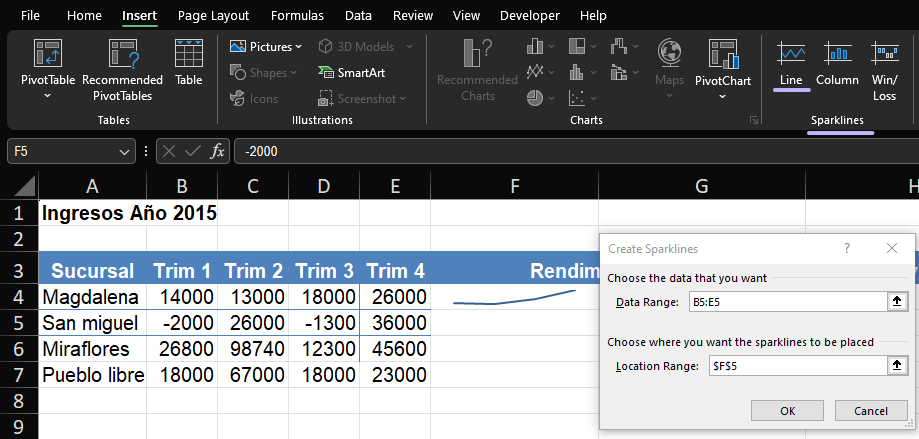 File Home Insert Page Layout Formulas Data Review View Developer Help
PivotTable Recommended PivotTables Table
Tables
Pictures 3D Models
Shapes SmartArt
Icons Screenshot
Illustrations
Recommended Charts
Maps PivotChart
Charts
Line Column Win/Loss
Sparklines
F5 fx -2000
A B C D E F G H
1 Ingresos Año 2015
2
3 Sucursal Trim 1 Trim 2 Trim 3 Trim 4 Rendim
4 Magdalena 14000 13000 18000 26000
5 San miguel -2000 26000 -1300 36000
6 Miraflores 26800 98740 12300 45600
7 Pueblo libre 18000 67000 18000 23000
8
9
Create Sparklines ?
Choose the data that you want
Data Range: B5:E5
Choose where you want the sparklines to be placed
Location Range: $F$5
OK Cancel